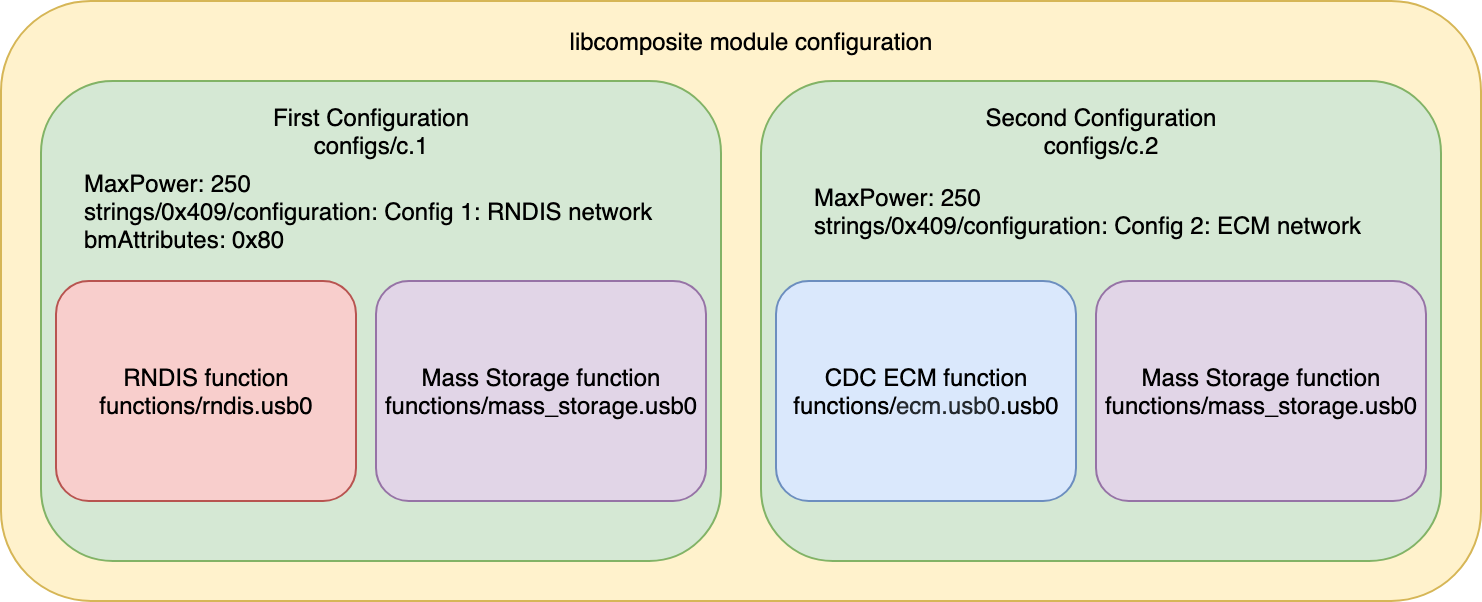 libcomposite module configuration
First Configuration
configs/c.1
MaxPower: 250
strings/0x409/configuration: Config 1: RNDIS network
bmAttributes: 0x80
RNDIS function
functions/rndis.usb0
Mass Storage function
functions/mass_storage.usb0
Second Configuration
configs/c.2
MaxPower: 250
strings/0x409/configuration: Config 2: ECM network
CDC ECM function
functions/ecm.usb0.usb0
Mass Storage function
functions/mass_storage.usb0